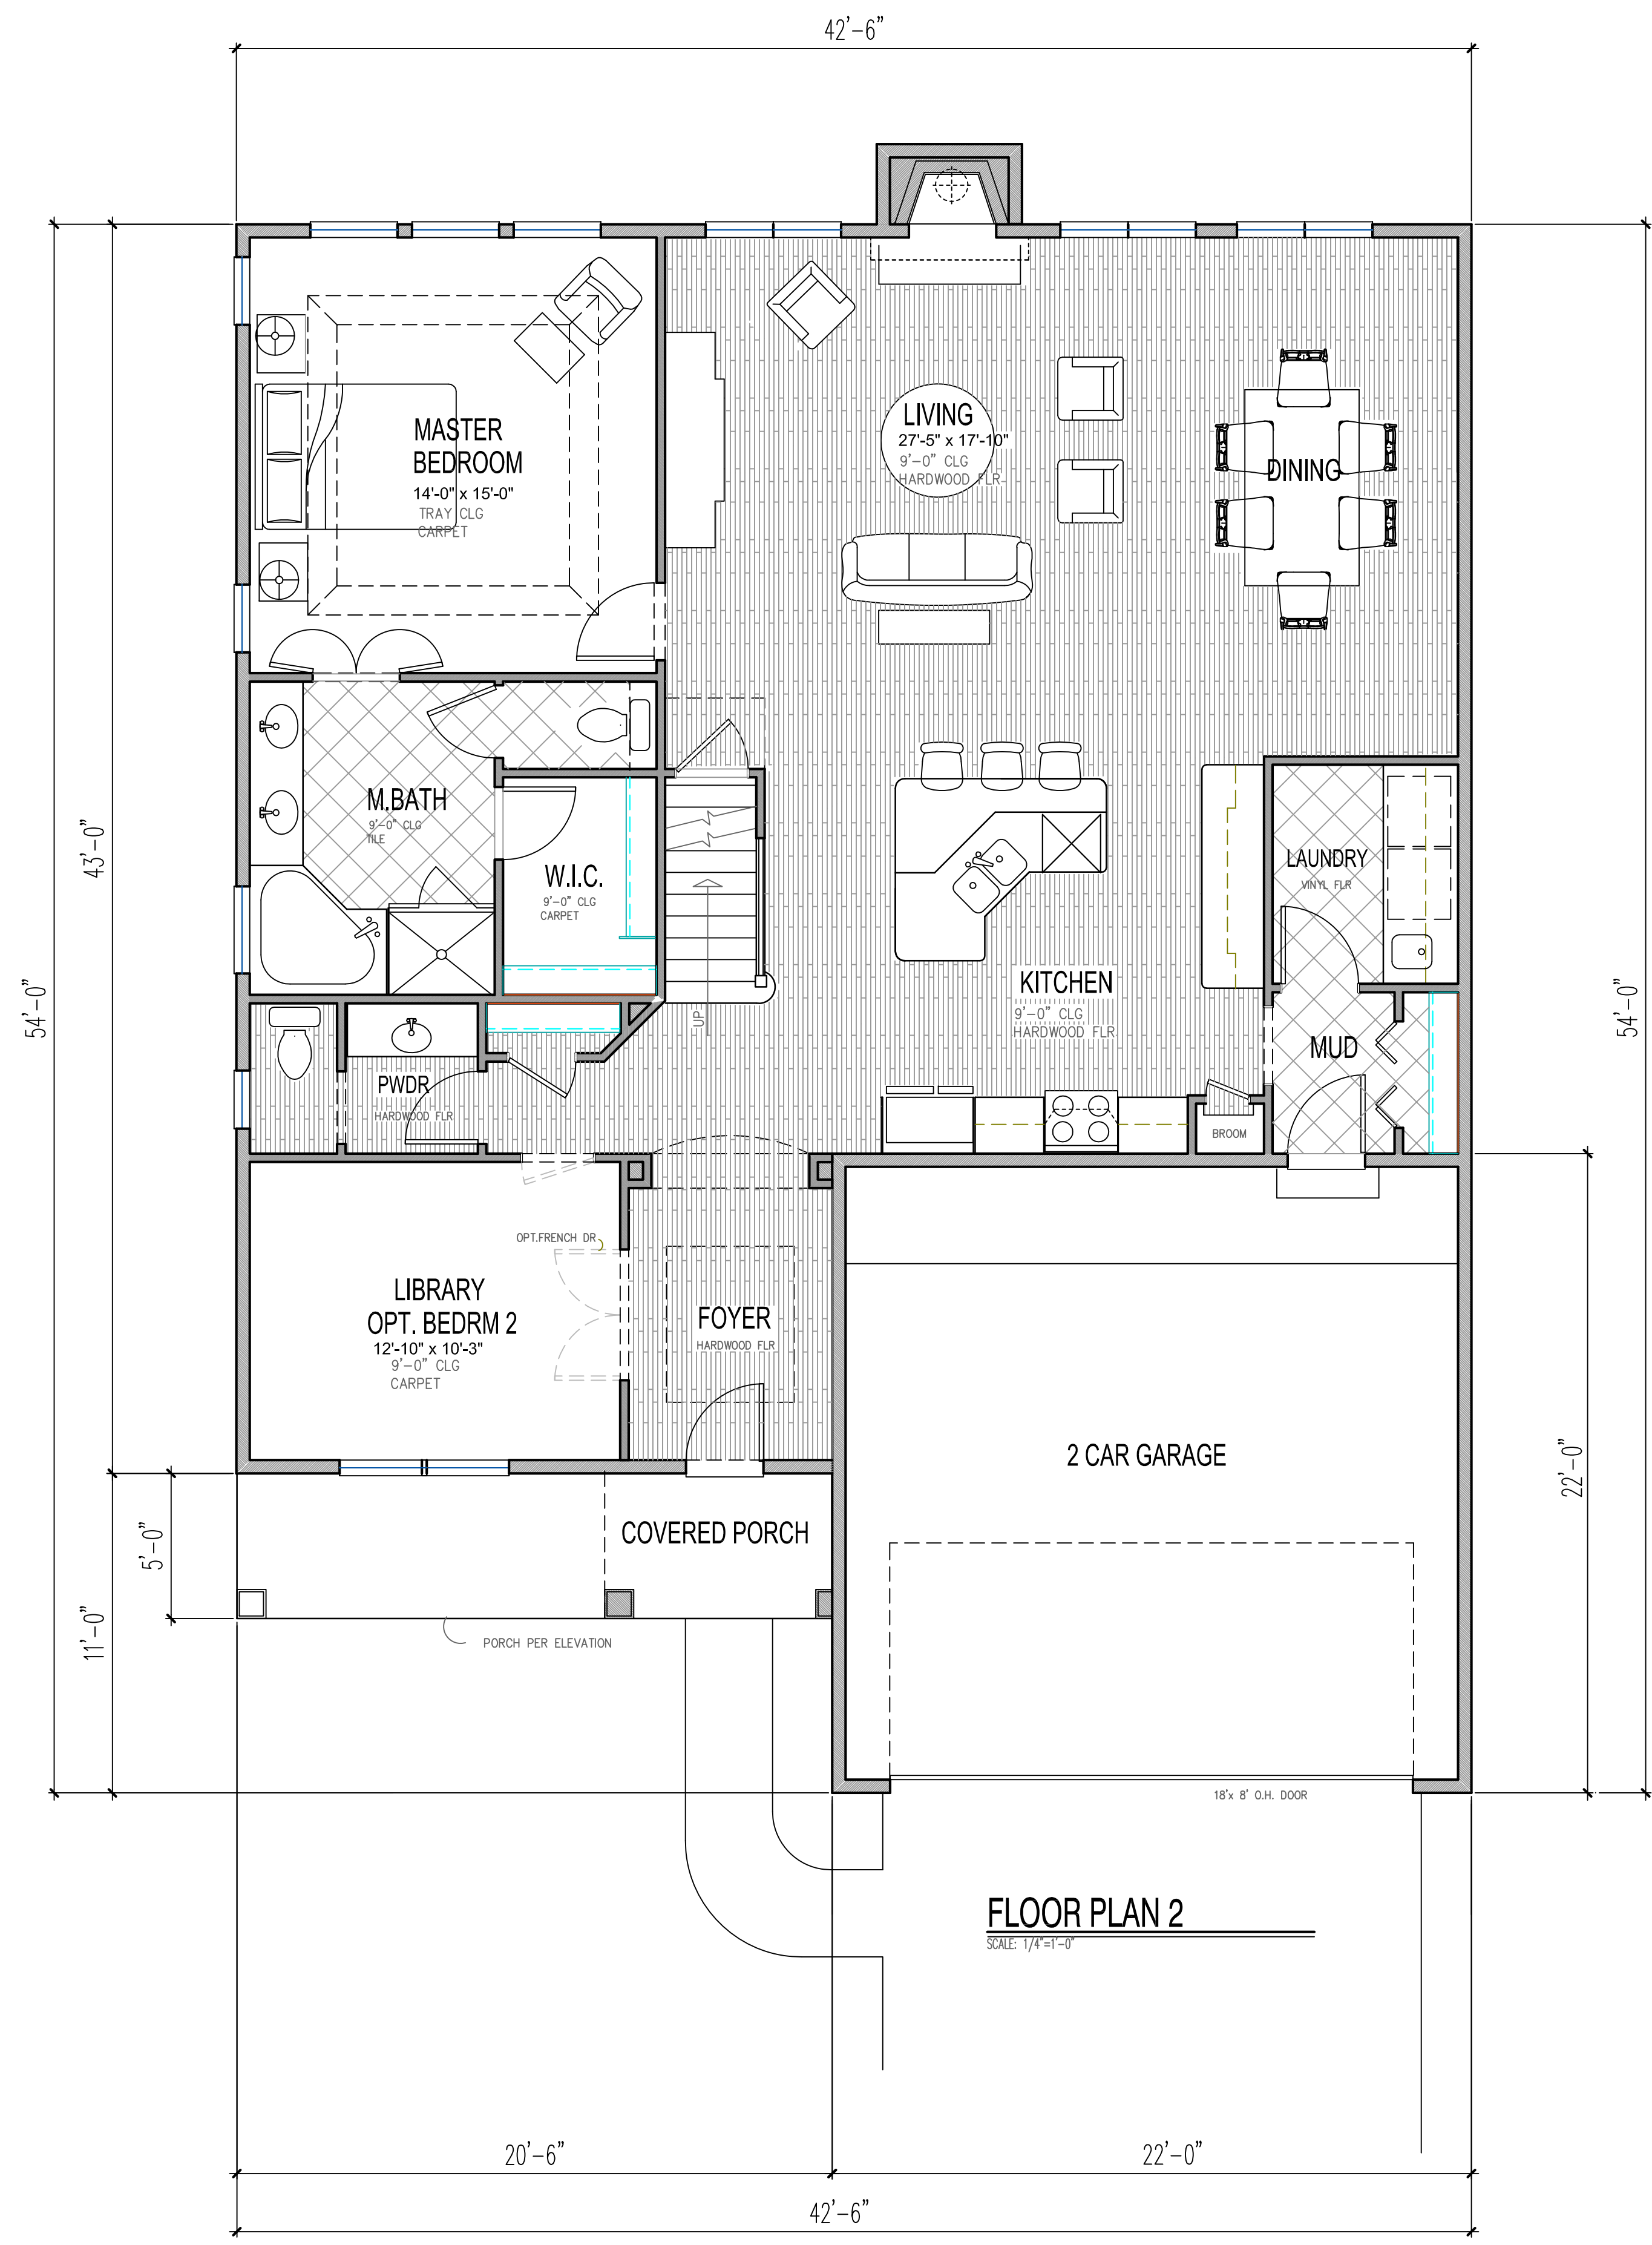 42'-6"
MASTER
BEDROOM
14'-0" x 15'-0"
TRAY CLG
CARPET
LIVING
27'-5" x 17'-10"
9'-0" CLG
HARDWOOD FLR
DINING
M.BATH
9'-0" CLG
TILE
W.I.C.
9'-0" CLG
CARPET
UP
KITCHEN
9'-0" CLG
HARDWOOD FLR
LAUNDRY
VINYL FLR
MUD
PWDR
HARDWOOD FLR
BROOM
43'-0"
54'-0"
54'-0"
OPT.FRENCH DR
LIBRARY
OPT. BEDRM 2
12'-10" x 10'-3"
9'-0" CLG
CARPET
FOYER
HARDWOOD FLR
2 CAR GARAGE
22'-0"
COVERED PORCH
5'-0"
11'-0"
PORCH PER ELEVATION
18'x 8' O.H. DOOR
FLOOR PLAN 2
SCALE: 1/4"=1'-0"
20'-6"
22'-0"
42'-6"